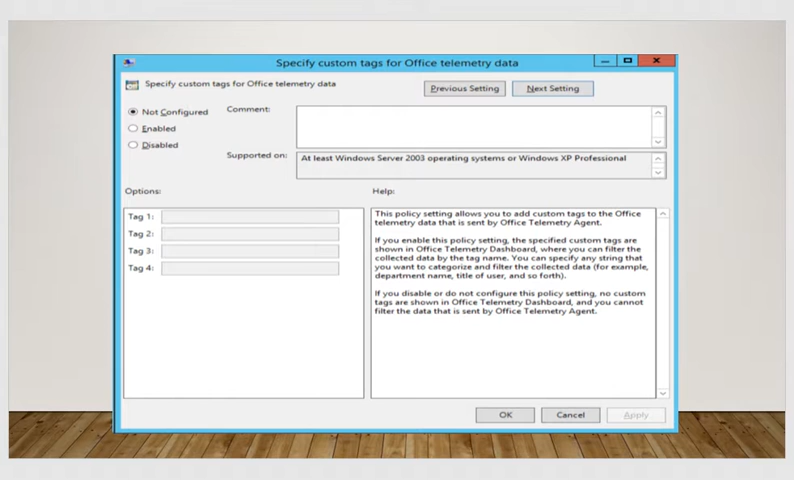 Specify custom tags for Office telemetry data
Specify custom tags for Office telemetry data
Previous Setting
Next Setting
Not Configured
Enabled
Disabled
Comment:
Supported on:
At least Windows Server 2003 operating systems or Windows XP Professional
Options:
Help:
Tag 1:
Tag 2:
Tag 3:
Tag 4:
This policy setting allows you to add custom tags to the Office
telemetry data that is sent by Office Telemetry Agent.
If you enable this policy setting, the specified custom tags are
shown in Office Telemetry Dashboard, where you can filter the
collected data by the tag name. You can specify any string that
you want to categorize and filter the collected data (for example,
department name, title of user, and so forth).
If you disable or do not configure this policy setting, no custom
tags are shown in Office Telemetry Dashboard, and you cannot
filter the data that is sent by Office Telemetry Agent.
OK
Cancel
Apply